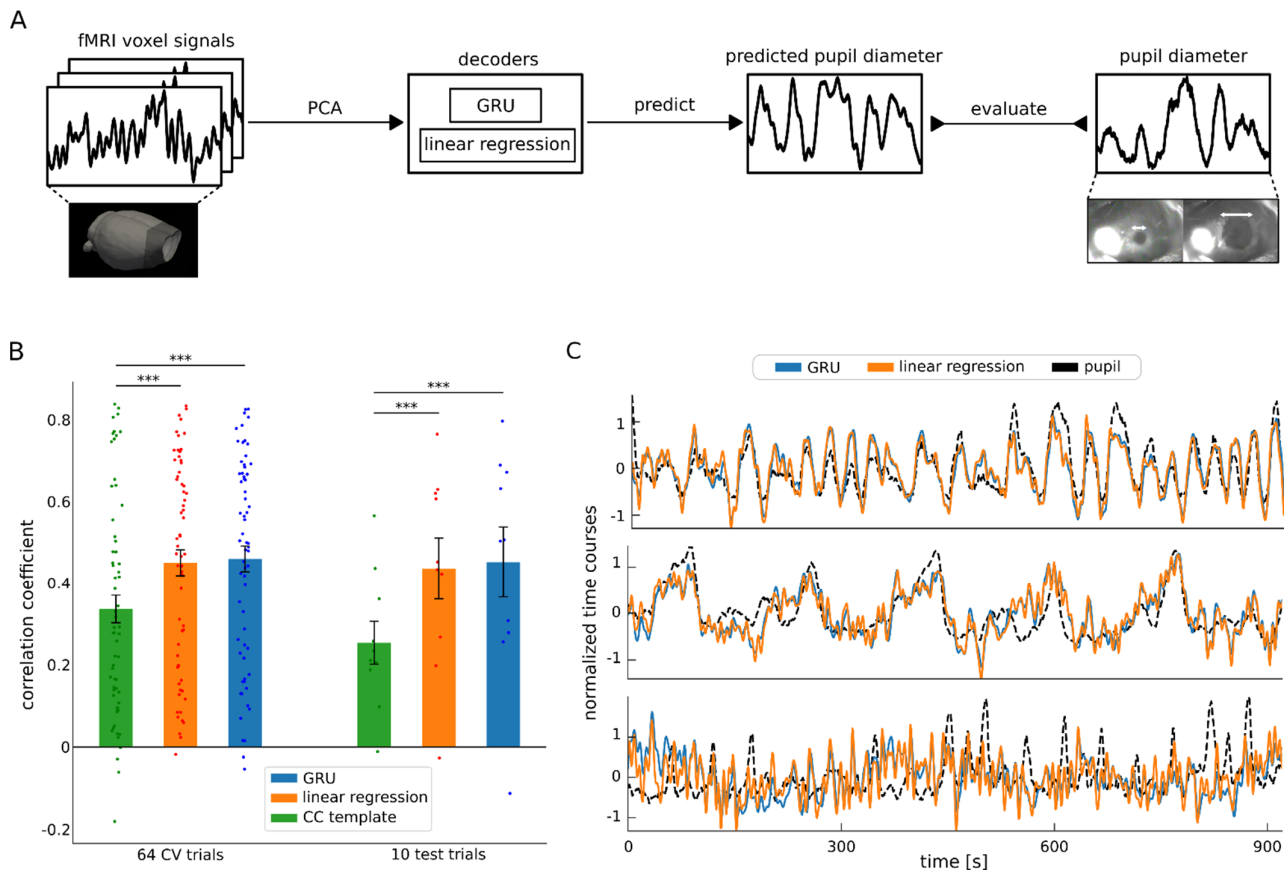 A
fMRI voxel signals
PCA
decoders
GRU
linear regression
predict
predicted pupil diameter
evaluate
pupil diameter
B
correlation coefficient
0.8
0.6
0.4
0.2
0
-0.2
***
***
***
***
GRU
linear regression
CC template
64 CV trials
10 test trials
C
GRU
linear regression
pupil
normalized time courses
1
0
-1
1
0
-1
1
0
-1
0
300
600
900
time [s]